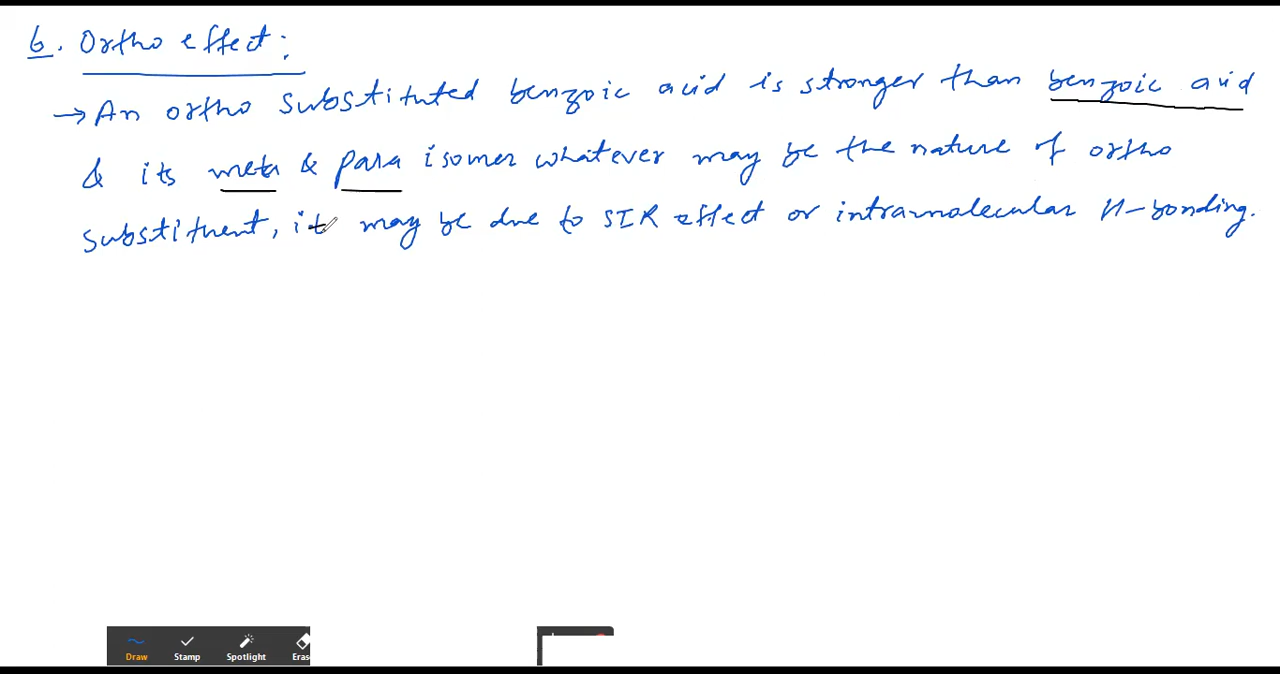 6. Ortho effect:
→ An ortho substituted benzoic acid is stronger than benzoic acid
& its meta & para isomer whatever may be the nature of ortho
substituent, it may be due to SIR effect or intramolecular H-bonding.
Draw Stamp Spotlight Eras